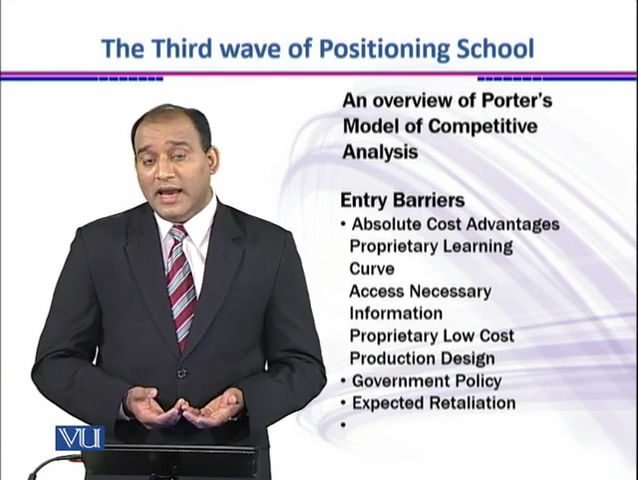 The Third wave of Positioning School
An overview of Porter's
Model of Competitive
Analysis
Entry Barriers
• Absolute Cost Advantages
Proprietary Learning
Curve
Access Necessary
Information
Proprietary Low Cost
Production Design
• Government Policy
• Expected Retaliation
•
VU